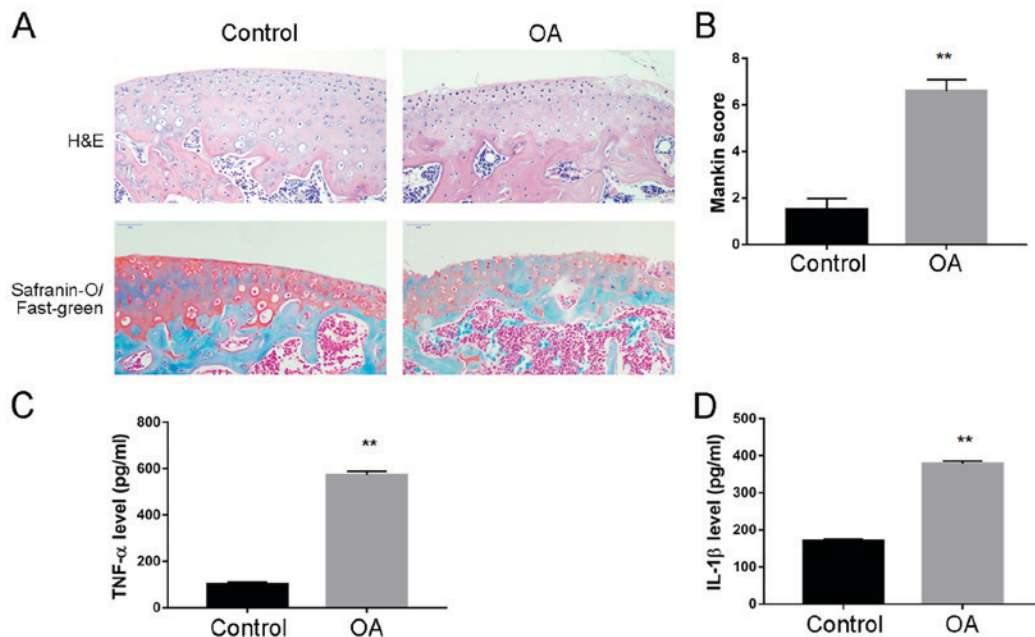 A
Control
OA
H&E
Safranin-O/
Fast-green
B
Mankin score
8
6
4
2
0
**
Control
OA
C
TNF-α level (pg/ml)
800
600
400
200
0
**
Control
OA
D
IL-1β level (pg/ml)
500
400
300
200
100
0
**
Control
OA